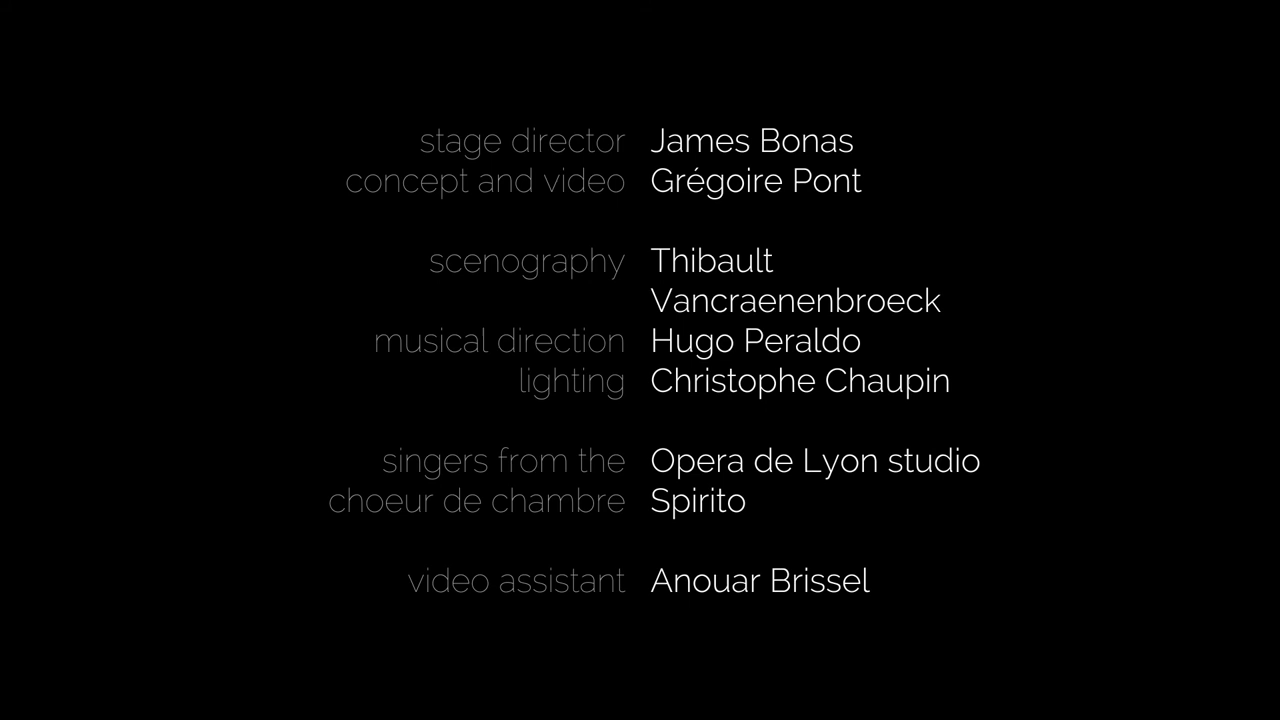 stage director James Bonas
concept and video Grégoire Pont
scenography Thibault
Vancraenenbroeck
musical direction Hugo Peraldo
lighting Christophe Chaupin
singers from the Opera de Lyon studio
choeur de chambre Spirito
video assistant Anouar Brissel